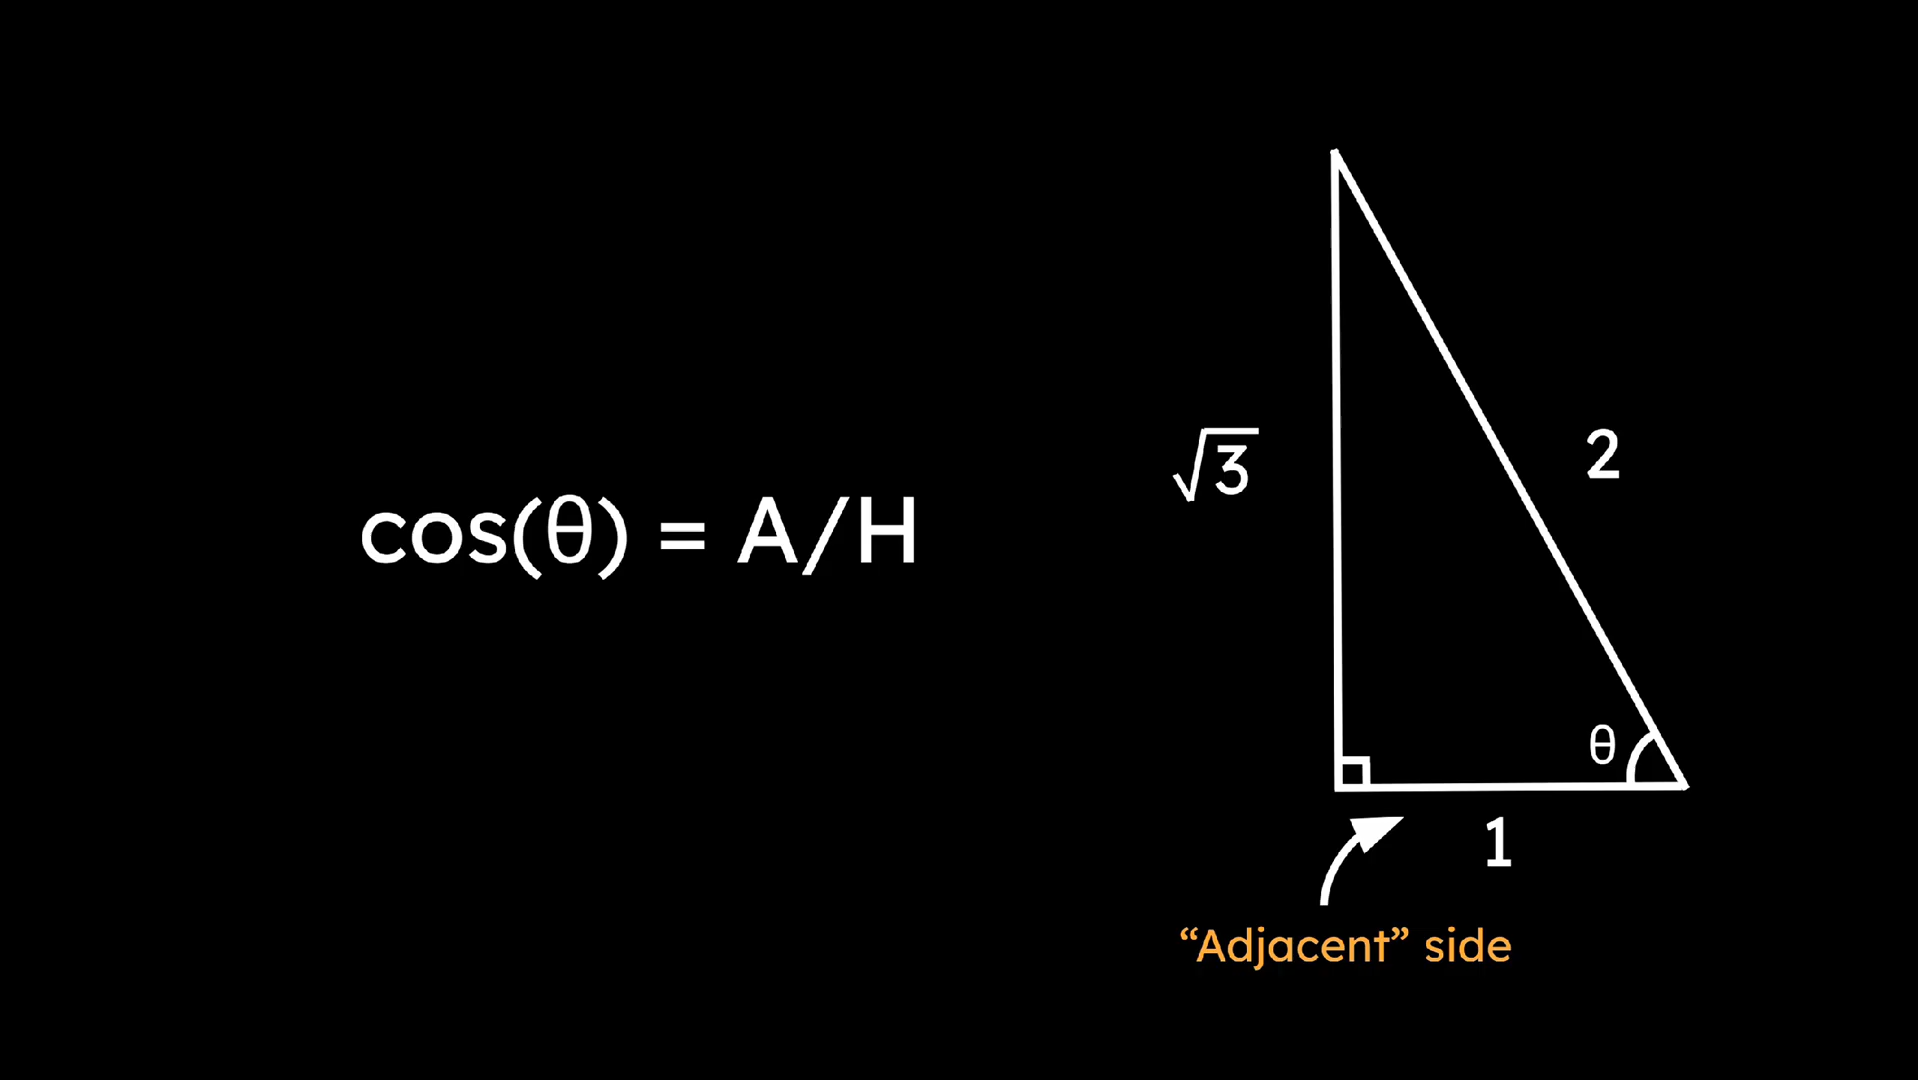 cos(θ) = A/H
√3
2
θ
1
“Adjacent” side